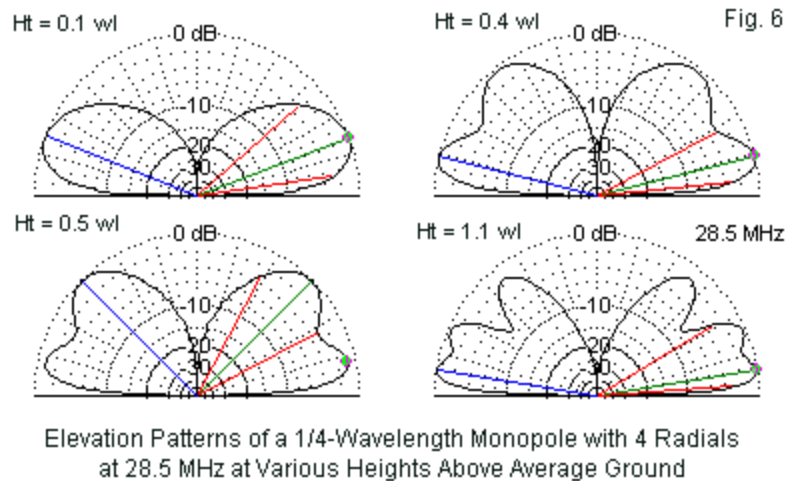 Ht = 0.1 wl
0 dB
10
20
30
Ht = 0.4 wl
0 dB
10
20
30
Fig. 6
Ht = 0.5 wl
0 dB
10
20
30
Ht = 1.1 wl
0 dB
10
20
30
28.5 MHz
Elevation Patterns of a 1/4-Wavelength Monopole with 4 Radials
at 28.5 MHz at Various Heights Above Average Ground